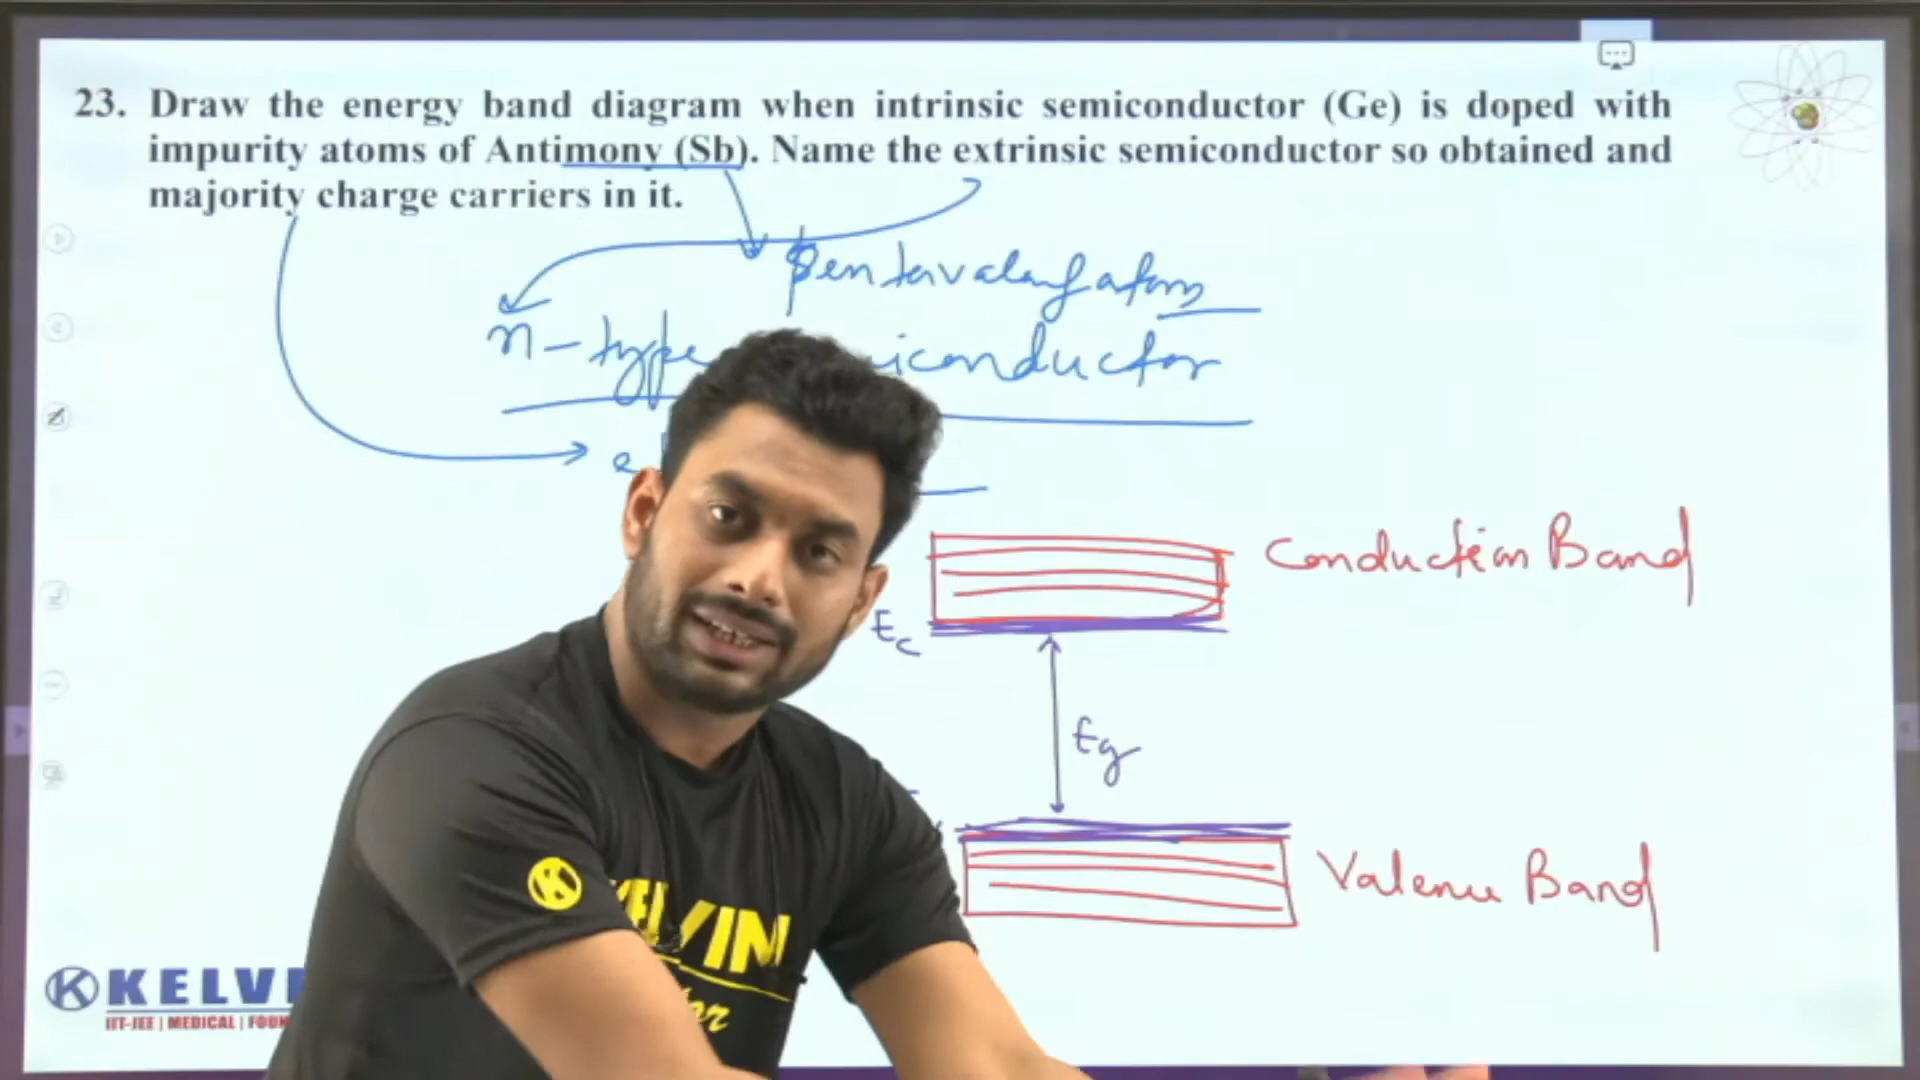 23. Draw the energy band diagram when intrinsic semiconductor (Ge) is doped with
impurity atoms of Antimony (Sb). Name the extrinsic semiconductor so obtained and
majority charge carriers in it.
pentavalent atom
n-type
Conduction Band
Ec
Eg
Valence Band
KELVI
IIT-JEE | MEDICAL | FOUN
K
KELVIN